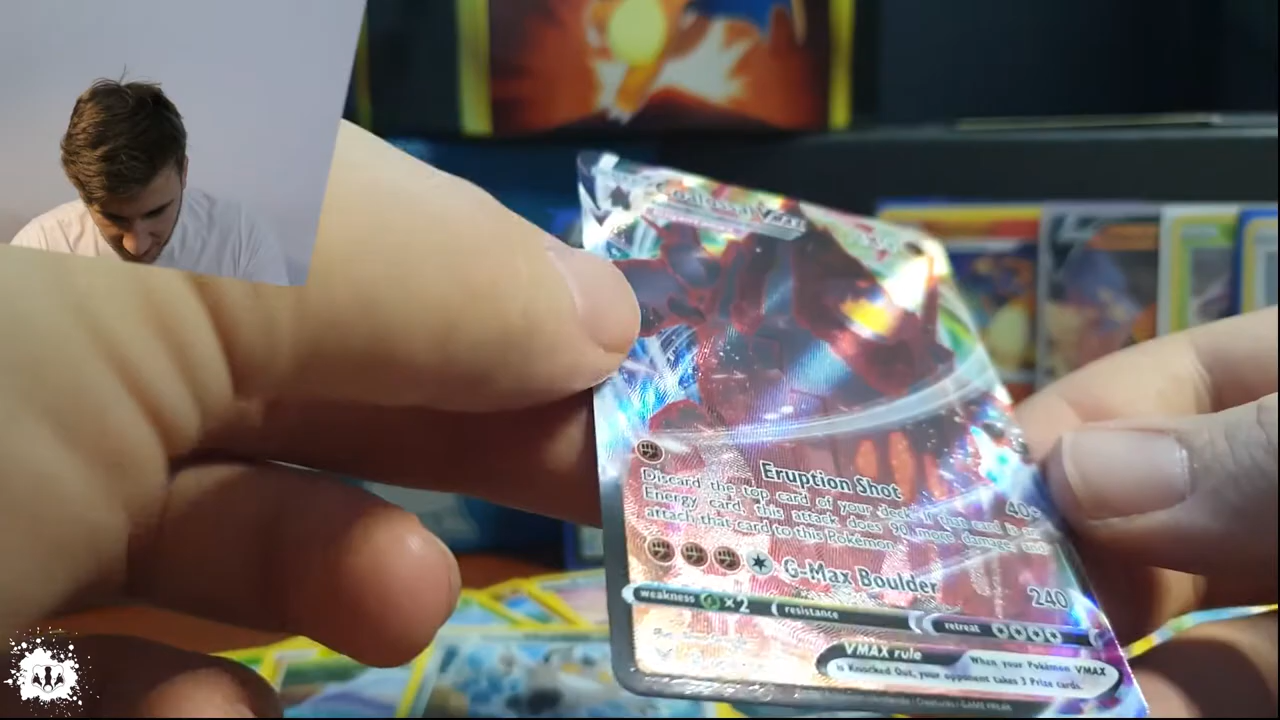 Coalossal VMAX
Eruption Shot 40+
Discard the top card of your deck. If that card is an
Energy card, this attack does 90 more damage and
attach that card to this Pokémon.
G-Max Boulder 240
weakness ×2 resistance retreat
VMAX rule When your Pokémon VMAX
is Knocked Out, your opponent takes 3 Prize cards.